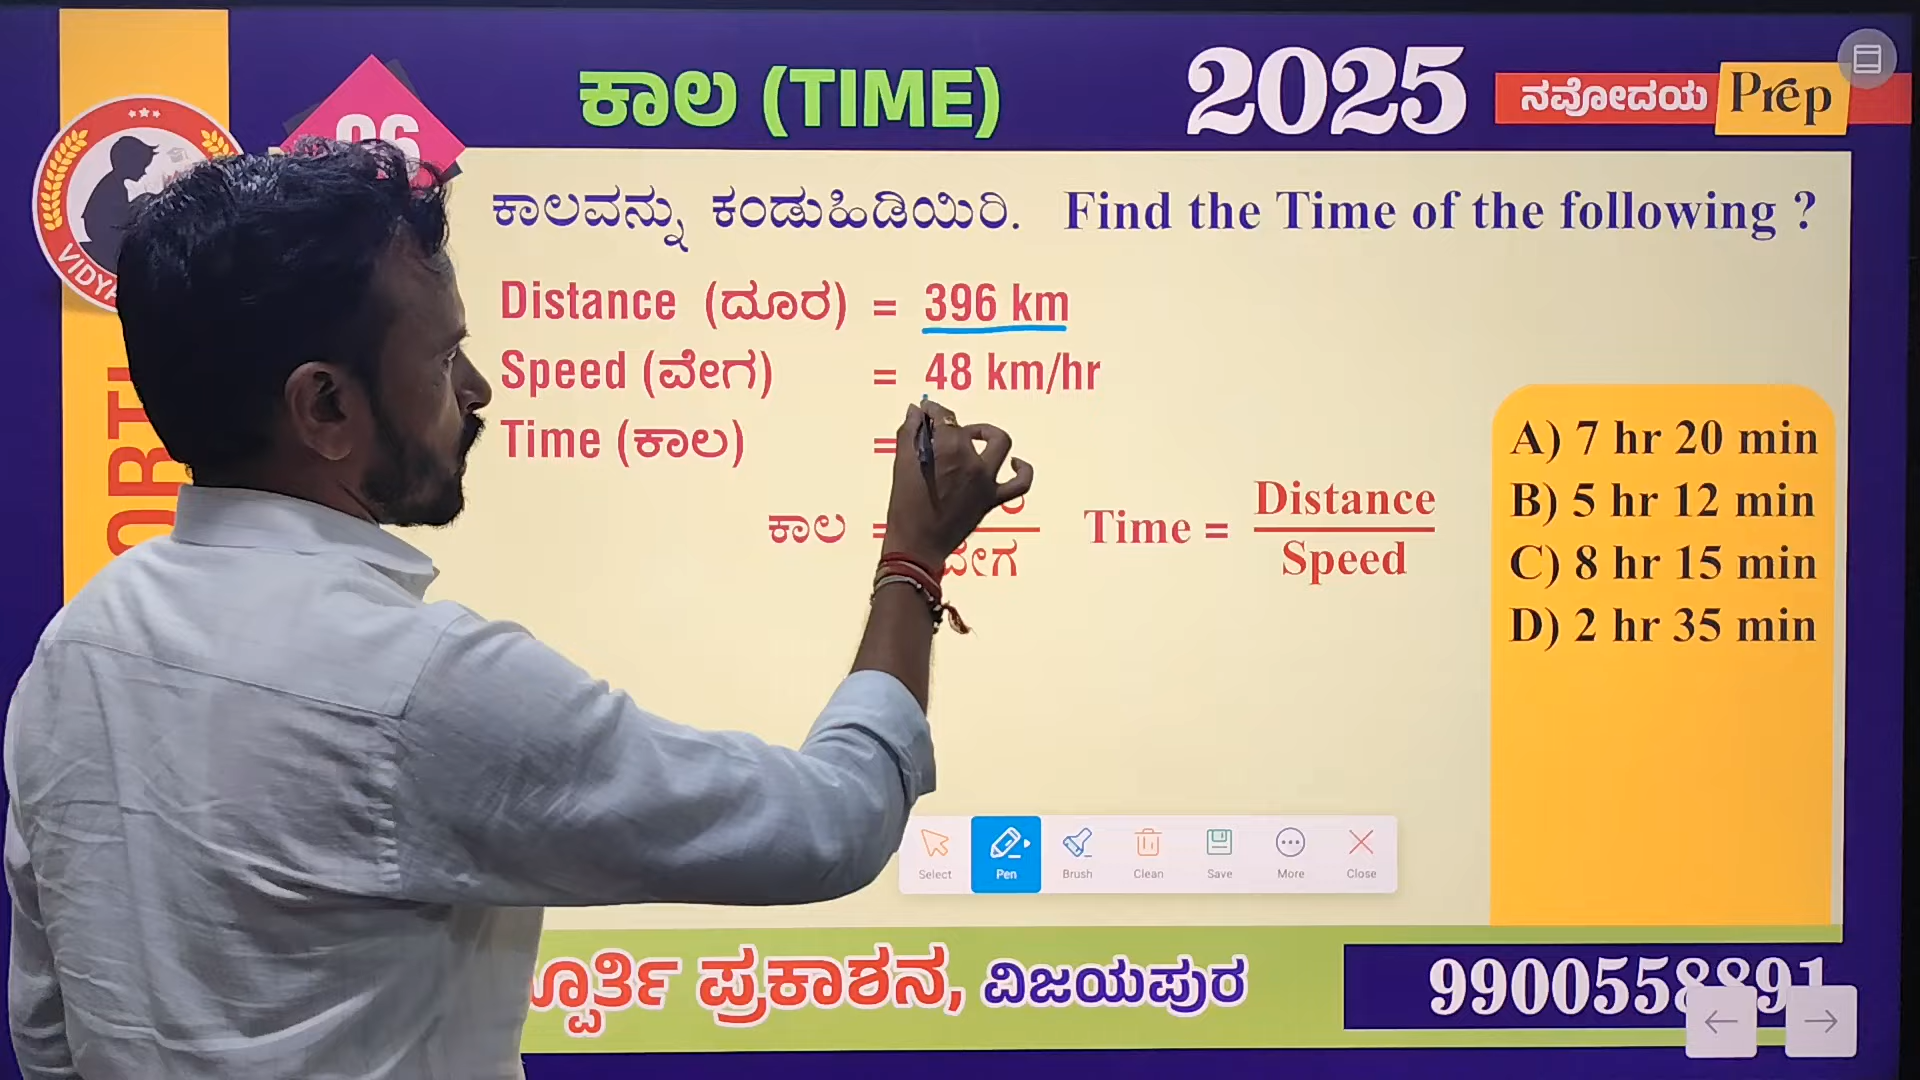 ಕಾಲ (TIME)
2025
ನವೋದಯ Prep
ಕಾಲವನ್ನು ಕಂಡುಹಿಡಿಯಿರಿ. Find the Time of the following ?
Distance (ದೂರ) = 396 km
Speed (ವೇಗ) = 48 km/hr
Time (ಕಾಲ) =
ಕಾಲ = ವೇಗ
Time = Distance
Speed
A) 7 hr 20 min
B) 5 hr 12 min
C) 8 hr 15 min
D) 2 hr 35 min
Select Pen Brush Clean Save More Close
ಪ್ರಕಾಶನ, ವಿಜಯಪುರ
9900558891